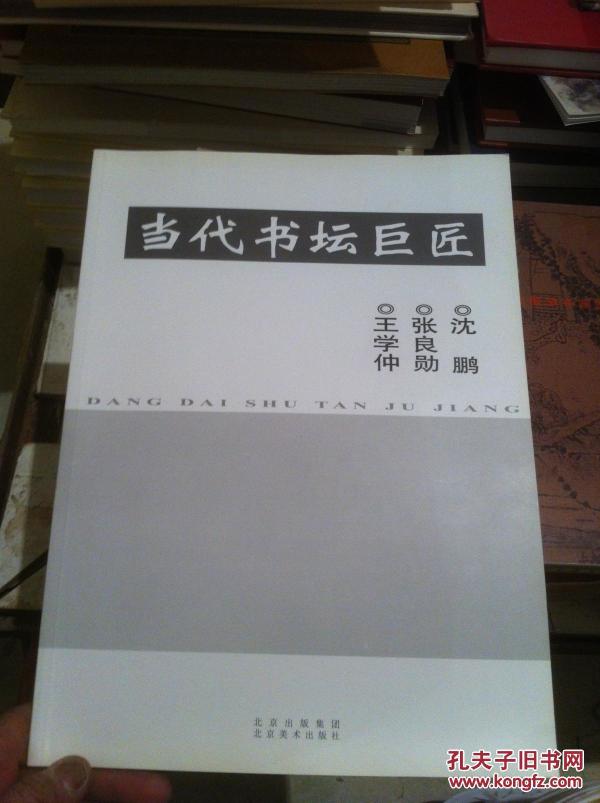 当代书坛巨匠
◎沈 鹏
◎张良勋
◎王学仲
DANG DAI SHU TAN JU JIANG
北京出版集团
北京美术出版社
孔夫子旧书网
www.kongfz.com